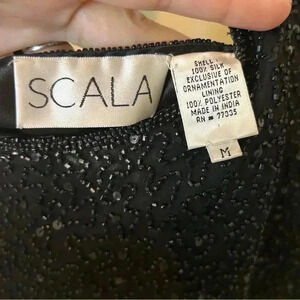 SCALA
SHELL
100% SILK
EXCLUSIVE OF
ORNAMENTATION
LINING
100% POLYESTER
MADE IN INDIA
RN = 77335
M